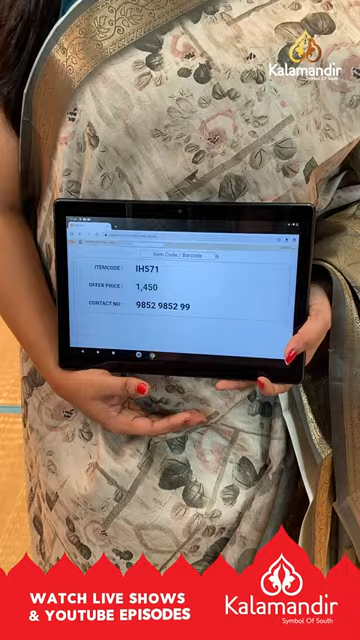 Kalamandir
Symbol of South
Item Code / Barcode
ITEMCODE : IH571
OFFER PRICE : 1,450
CONTACT NO : 9852 9852 99
WATCH LIVE SHOWS
& YOUTUBE EPISODES
Kalamandir
Symbol Of South